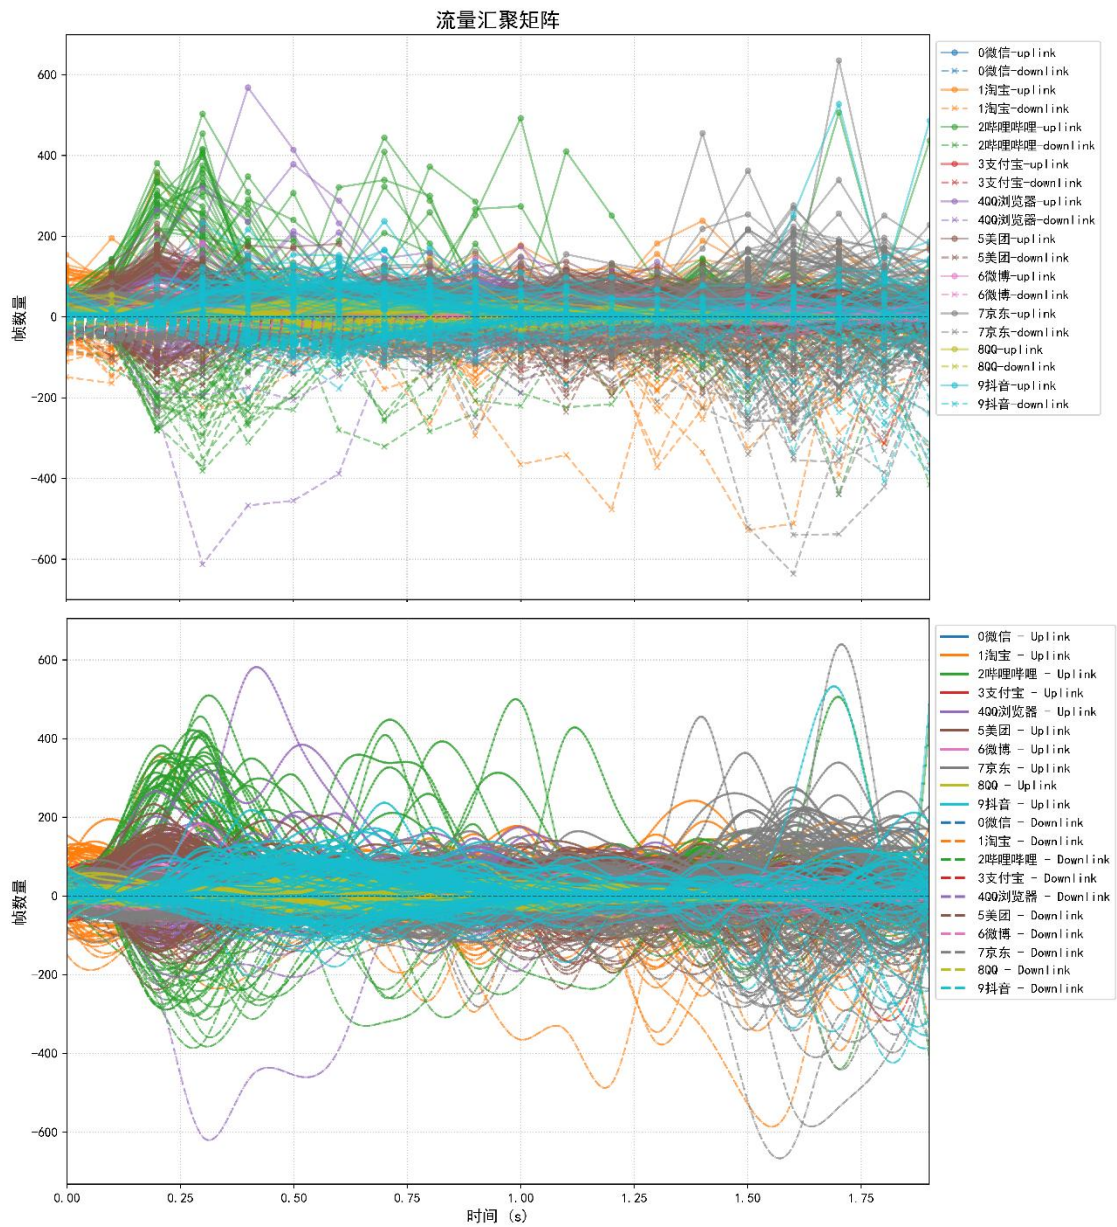 流量汇聚矩阵
600
400
200
0
-200
-400
-600
帧数量
0微信-uplink
0微信-downlink
1淘宝-uplink
1淘宝-downlink
2哔哩哔哩-uplink
2哔哩哔哩-downlink
3支付宝-uplink
3支付宝-downlink
4QQ浏览器-uplink
4QQ浏览器-downlink
5美团-uplink
5美团-downlink
6微博-uplink
6微博-downlink
7京东-uplink
7京东-downlink
8QQ-uplink
8QQ-downlink
9抖音-uplink
9抖音-downlink
600
400
200
0
-200
-400
-600
帧数量
0微信 - Uplink
1淘宝 - Uplink
2哔哩哔哩 - Uplink
3支付宝 - Uplink
4QQ浏览器 - Uplink
5美团 - Uplink
6微博 - Uplink
7京东 - Uplink
8QQ - Uplink
9抖音 - Uplink
0微信 - Downlink
1淘宝 - Downlink
2哔哩哔哩 - Downlink
3支付宝 - Downlink
4QQ浏览器 - Downlink
5美团 - Downlink
6微博 - Downlink
7京东 - Downlink
8QQ - Downlink
9抖音 - Downlink
0.00 0.25 0.50 0.75 1.00 1.25 1.50 1.75
时间 (s)